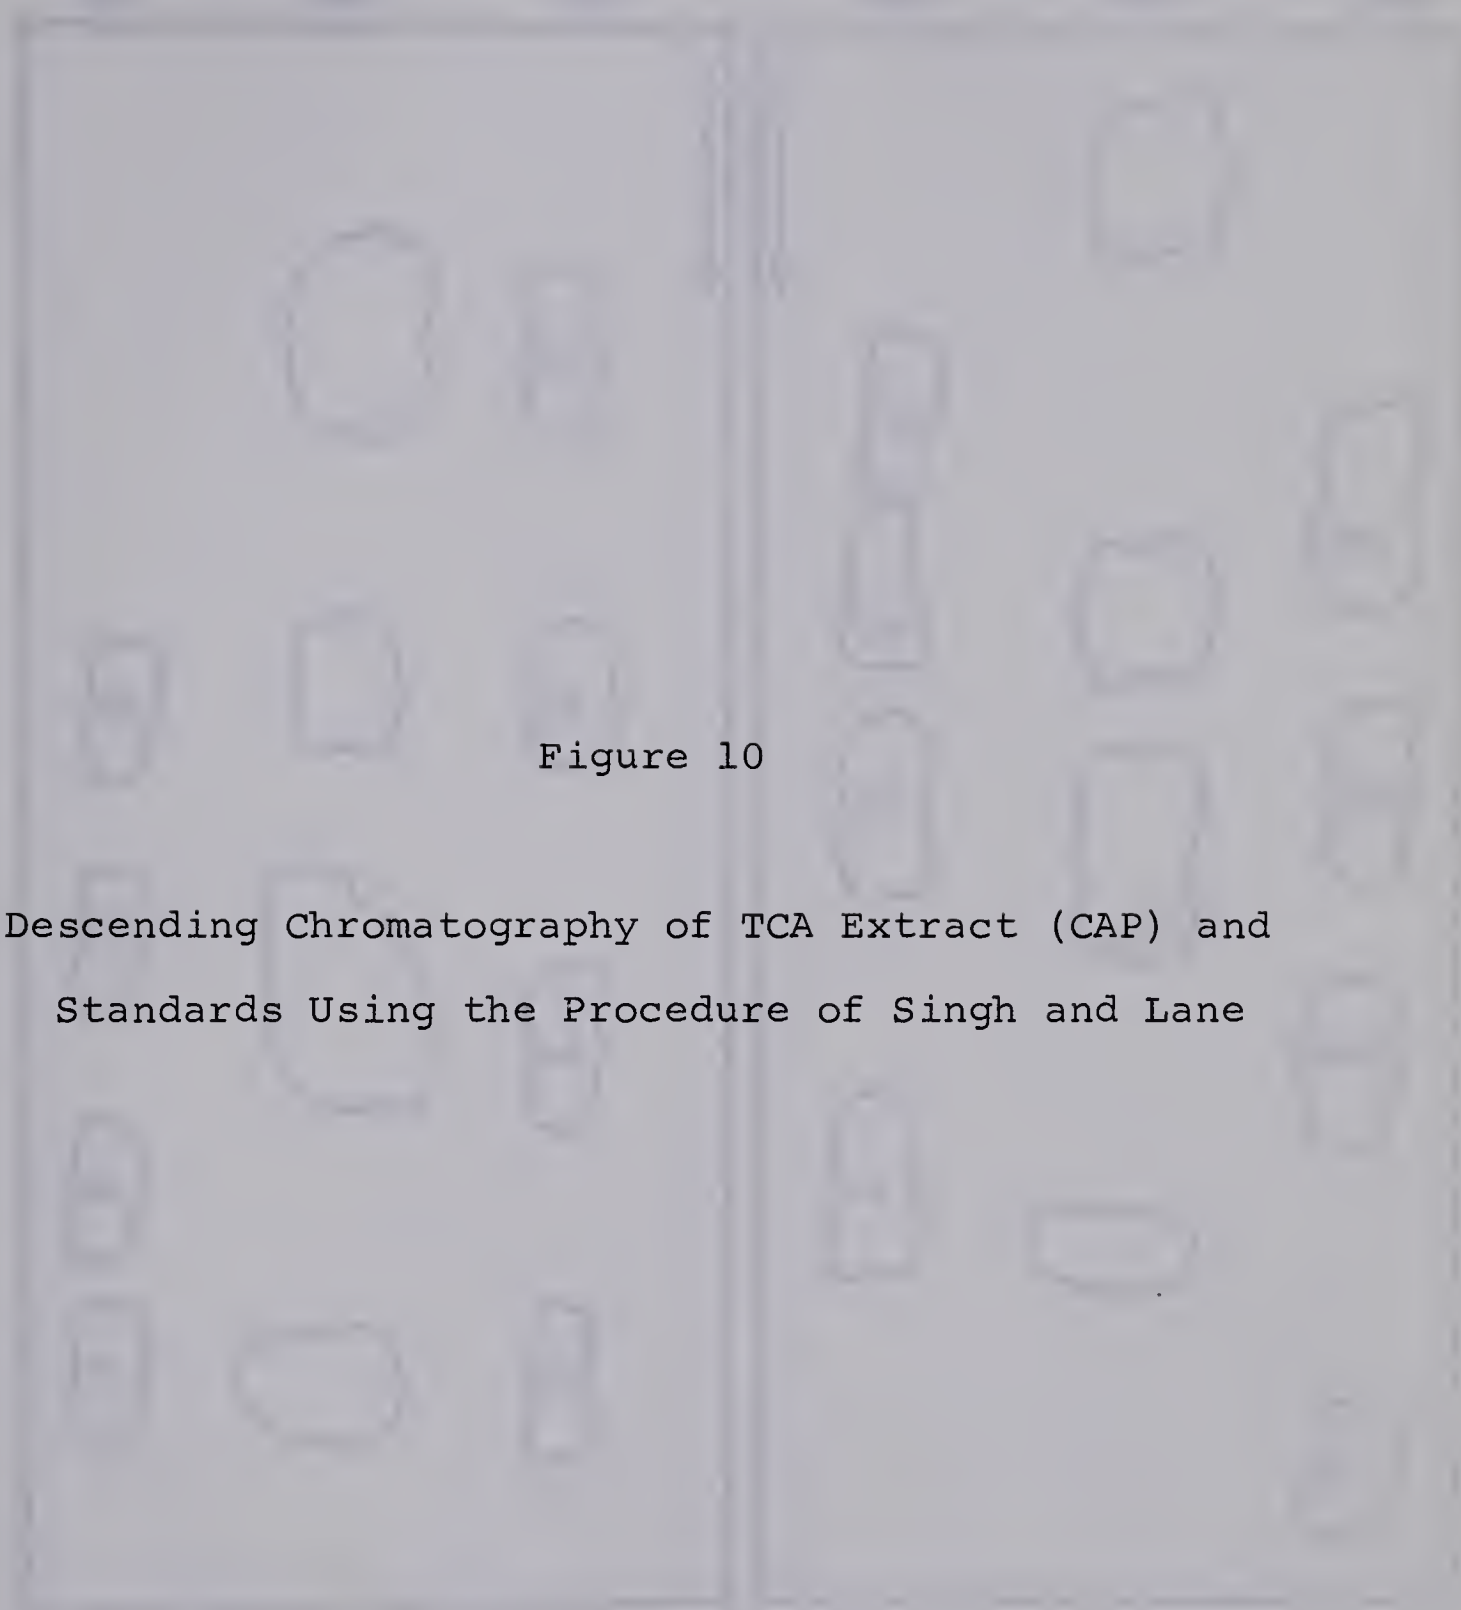 Figure 10
Descending Chromatography of TCA Extract (CAP) and
Standards Using the Procedure of Singh and Lane